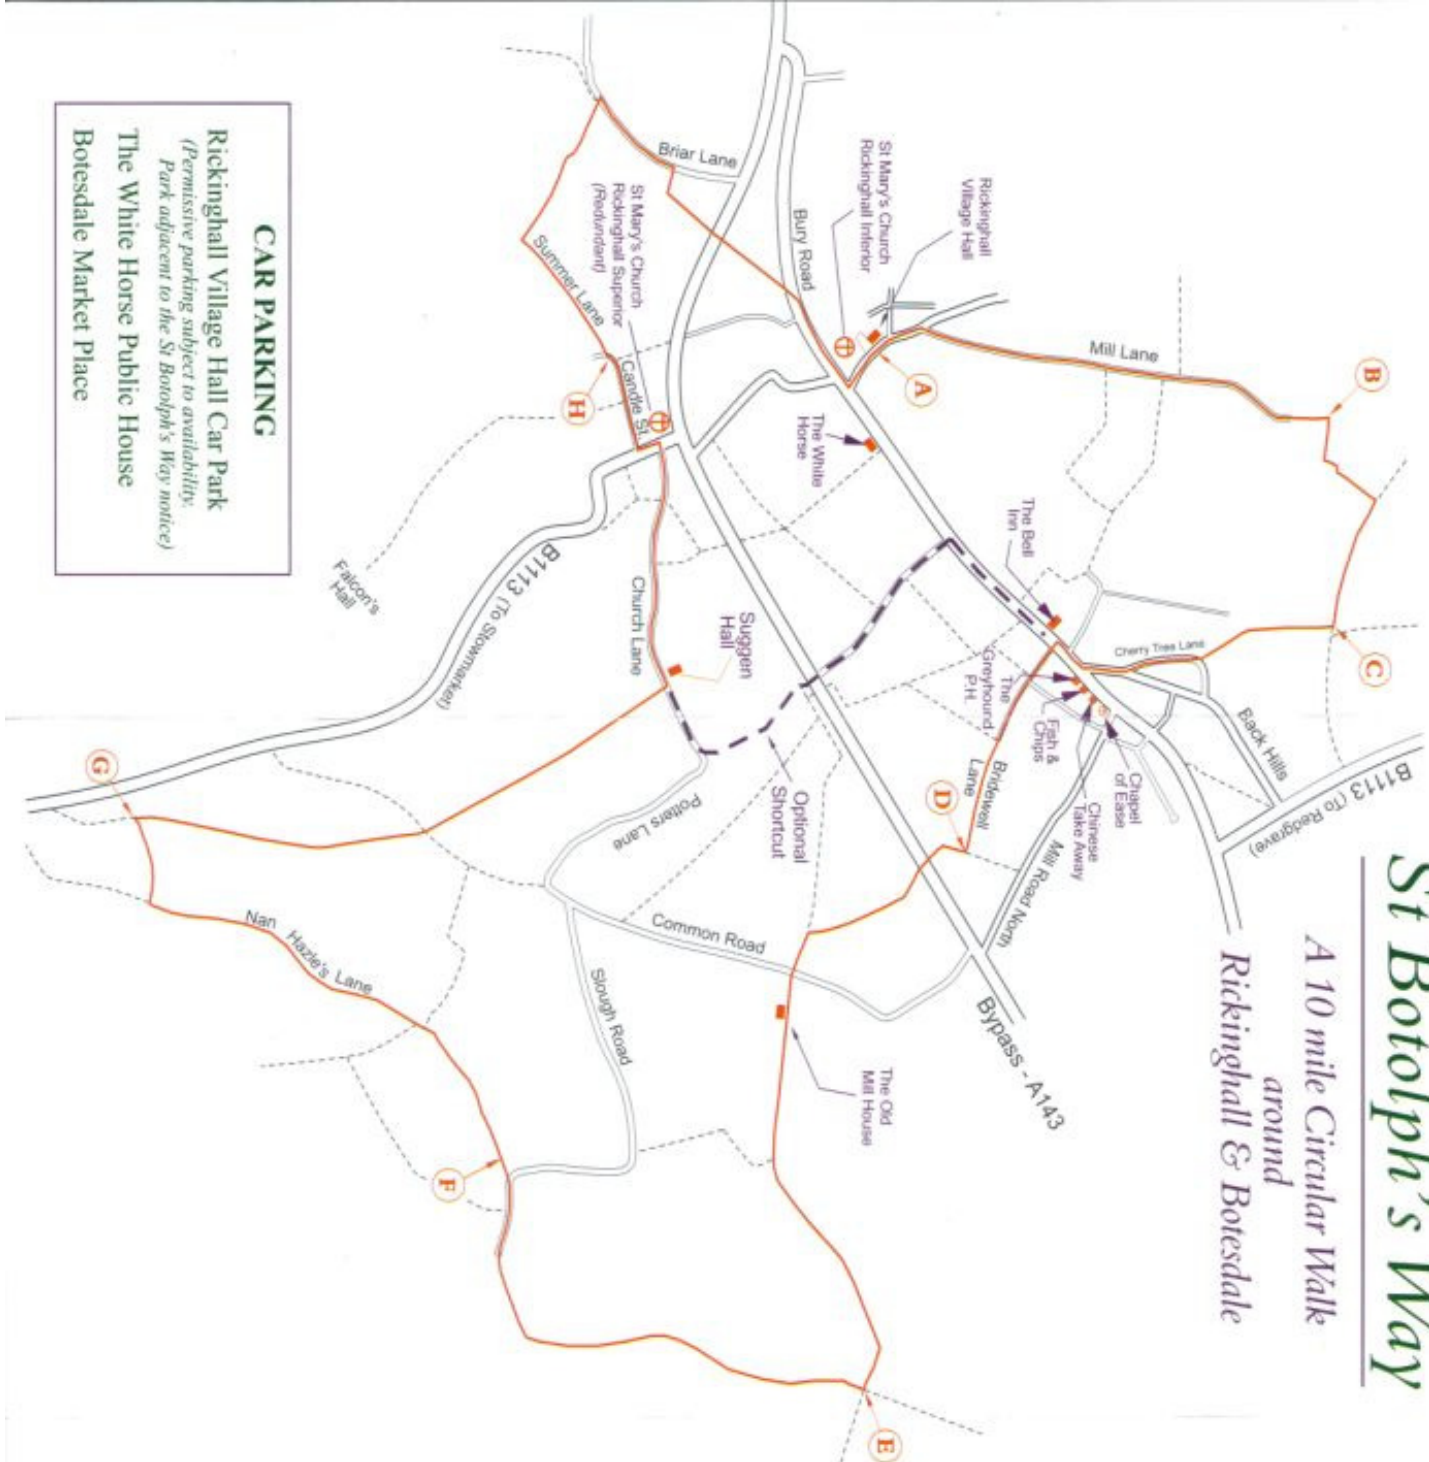 St Botolph's Way
A 10 mile Circular Walk
around
Rickinghall & Botesdale
B
Mill Lane
A
Rickinghall
Village Hall
St Mary's Church
Rickinghall Inferior
Bury Road
Briar Lane
St Mary's Church
Rickinghall Superior
(Redundant)
Summer Lane
Candle St.
H
The White
Horse
The Bell
Inn
C
Cherry Tree Lane
Back Hills
B1113 (To Redgrave)
The
Greyhound
P.H.
Fish &
Chips
Chapel
of Ease
Chinese
Take Away
Bridewell
Lane
D
Mill Road North
Church Lane
Suggen
Hall
Optional
Shortcut
Potters Lane
Common Road
Falcon's
Hall
B1113 (To Stowmarket)
G
Nan Hazle's Lane
Slough Road
Bypass - A143
The Old
Mill House
F
E
CAR PARKING
Rickinghall Village Hall Car Park
(Permissive parking subject to availability.
Park adjacent to the St Botolph's Way notice)
The White Horse Public House
Botesdale Market Place